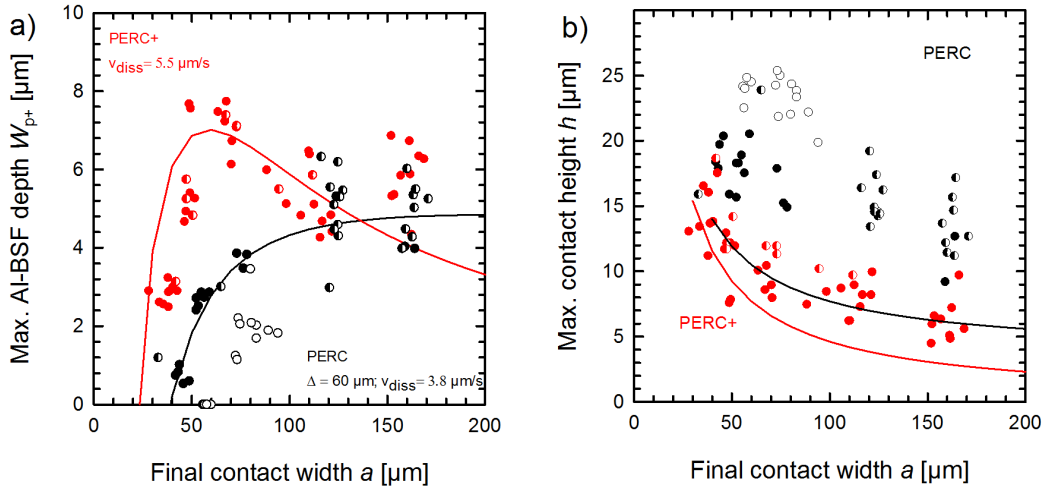 a)
PERC+
v_diss = 5.5 µm/s
Max. Al-BSF depth W_p+ [µm]
10
8
6
4
2
0
PERC
Δ = 60 µm; v_diss = 3.8 µm/s
0 50 100 150 200
Final contact width a [µm]
b)
PERC
Max. contact height h [µm]
30
25
20
15
10
5
0
PERC+
0 50 100 150 200
Final contact width a [µm]